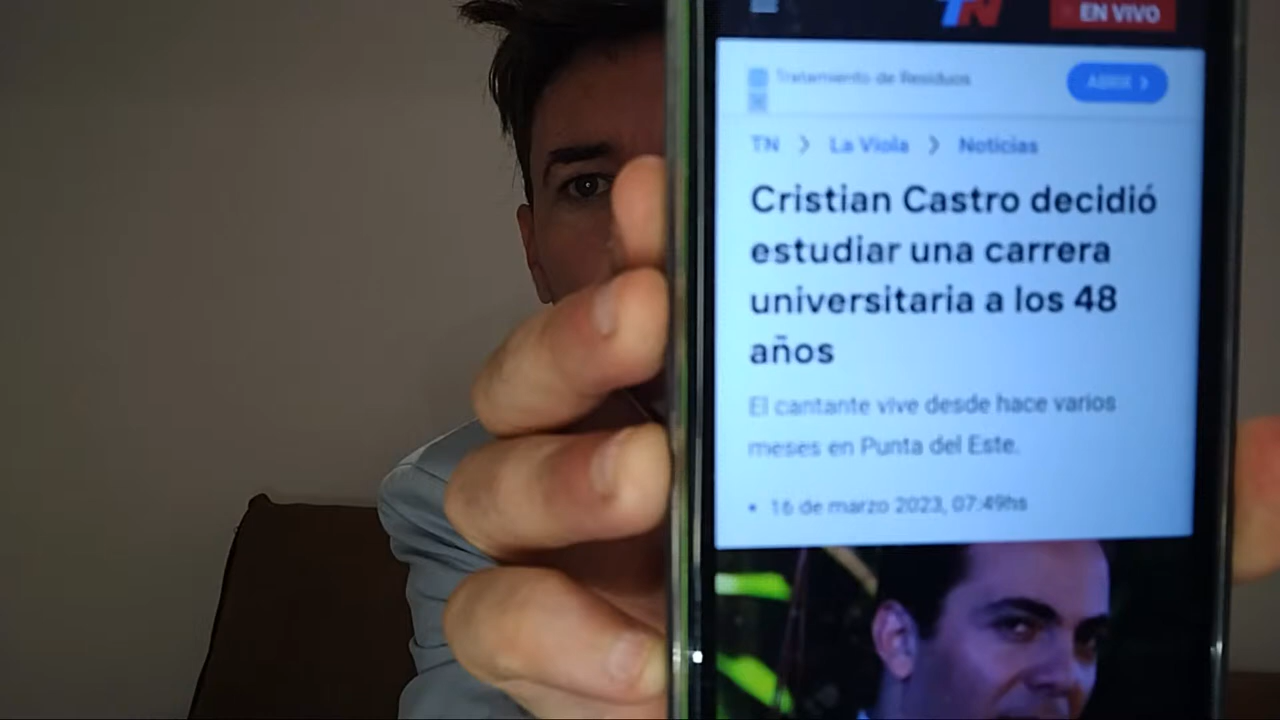 TN
EN VIVO
Tratamiento de Residuos
ABRIR
TN > La Viola > Noticias
Cristian Castro decidió
estudiar una carrera
universitaria a los 48
años
El cantante vive desde hace varios
meses en Punta del Este.
• 16 de marzo 2023, 07:49hs